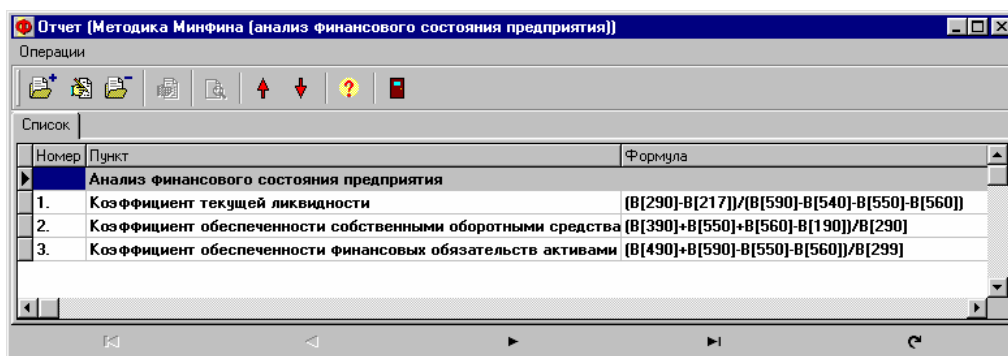 Отчет (Методика Минфина (анализ финансового состояния предприятия))
Операции
Список
Номер Пункт Формула
Анализ финансового состояния предприятия
1. Коэффициент текущей ликвидности (B[290]-B[217])/(B[590]-B[540]-B[550]-B[560])
2. Коэффициент обеспеченности собственными оборотными средства (B[390]+B[550]+B[560]-B[190])/B[290]
3. Коэффициент обеспеченности финансовых обязательств активами (B[490]+B[590]-B[550]-B[560])/B[299]